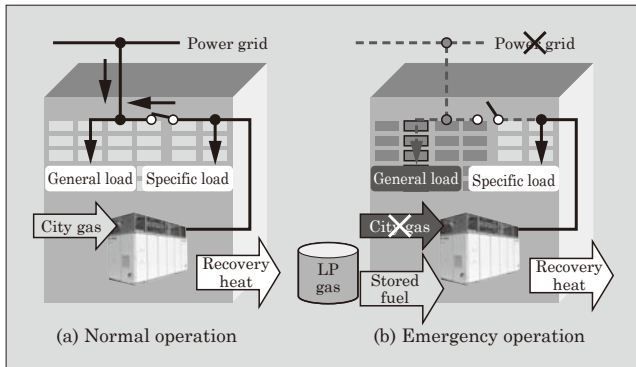 Power grid
General load
Specific load
City gas
Recovery
heat
(a) Normal operation
Power grid
General load
Specific load
City gas
LP
gas
Stored
fuel
Recovery
heat
(b) Emergency operation